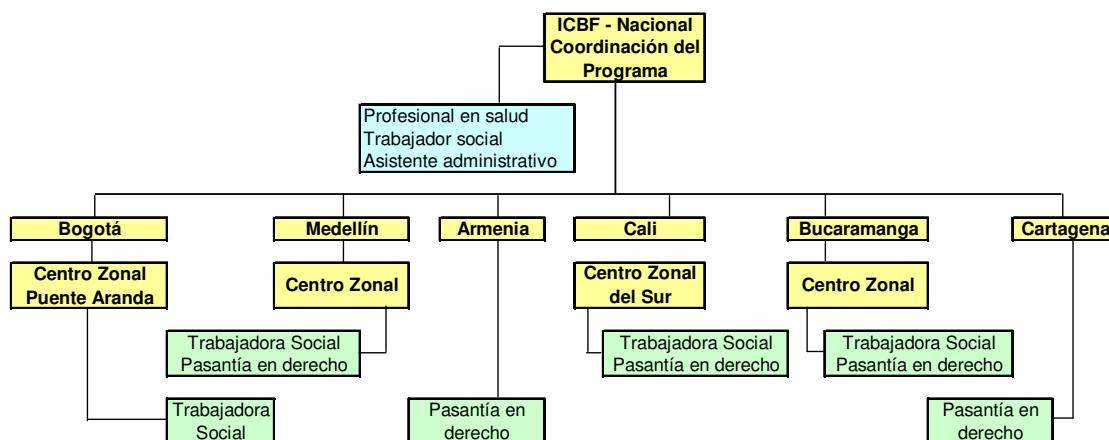 ICBF - Nacional
Coordinación del
Programa
Profesional en salud
Trabajador social
Asistente administrativo
Bogotá
Medellín
Armenia
Cali
Bucaramanga
Cartagena
Centro Zonal
Puente Aranda
Centro Zonal
Centro Zonal
del Sur
Centro Zonal
Trabajadora Social
Pasantía en derecho
Trabajadora Social
Pasantía en derecho
Trabajadora Social
Pasantía en derecho
Trabajadora
Social
Pasantía en
derecho
Pasantía en
derecho